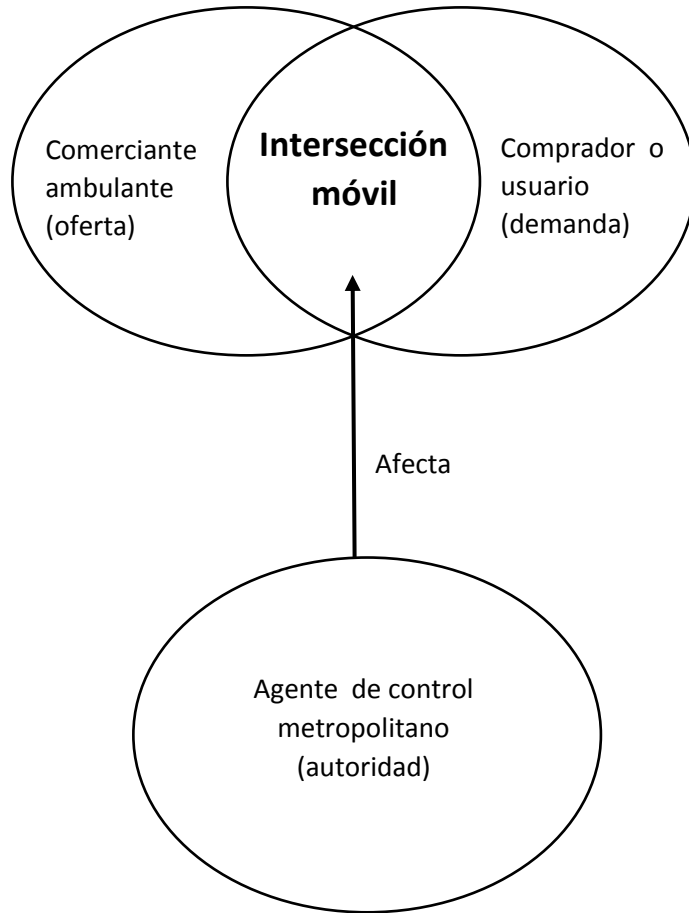 Comerciante
ambulante
(oferta)
Intersección
móvil
Comprador o
usuario
(demanda)
Afecta
Agente de control
metropolitano
(autoridad)